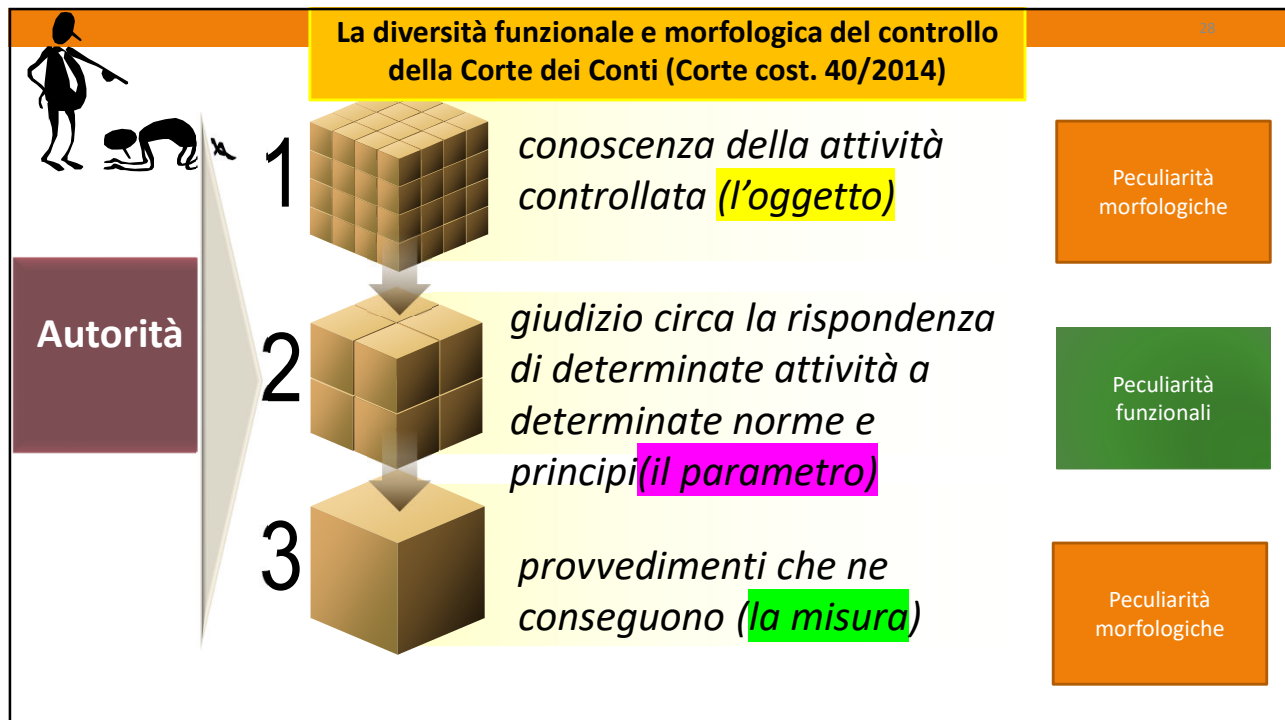 La diversità funzionale e morfologica del controllo
della Corte dei Conti (Corte cost. 40/2014)
28
1
conoscenza della attività
controllata (l'oggetto)
Peculiarità
morfologiche
Autorità
2
giudizio circa la rispondenza
di determinate attività a
determinate norme e
principi(il parametro)
Peculiarità
funzionali
3
provvedimenti che ne
conseguono (la misura)
Peculiarità
morfologiche